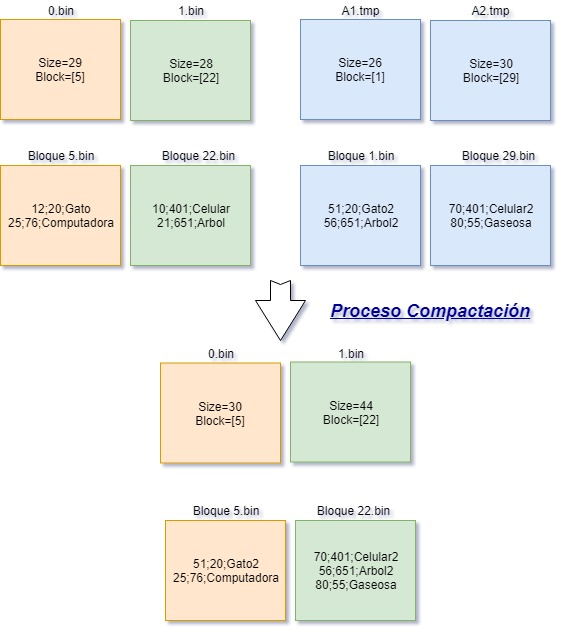 0.bin
1.bin
A1.tmp
A2.tmp
Size=29
Block=[5]
Size=28
Block=[22]
Size=26
Block=[1]
Size=30
Block=[29]
Bloque 5.bin
Bloque 22.bin
Bloque 1.bin
Bloque 29.bin
12;20;Gato
25;76;Computadora
10;401;Celular
21;651;Arbol
51;20;Gato2
56;651;Arbol2
70;401;Celular2
80;55;Gaseosa
Proceso Compactación
0.bin
1.bin
Size=30
Block=[5]
Size=44
Block=[22]
Bloque 5.bin
Bloque 22.bin
51;20;Gato2
25;76;Computadora
70;401;Celular2
56;651;Arbol2
80;55;Gaseosa